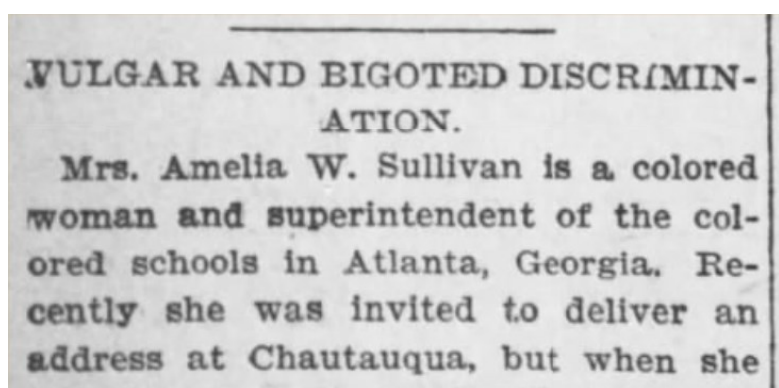 VULGAR AND BIGOTED DISCRIMIN-
ATION.
Mrs. Amelia W. Sullivan is a colored
woman and superintendent of the col-
ored schools in Atlanta, Georgia. Re-
cently she was invited to deliver an
address at Chautauqua, but when she